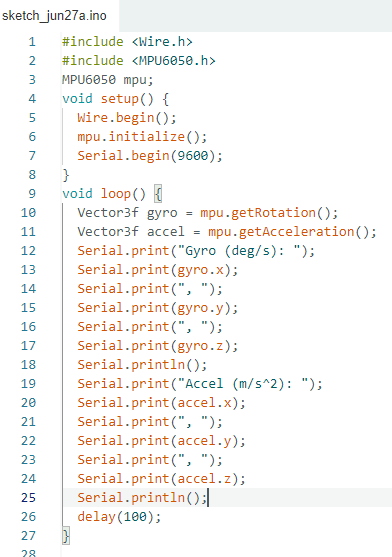 sketch_jun27a.ino
1 #include <Wire.h>
2 #include <MPU6050.h>
3 MPU6050 mpu;
4 void setup() {
5   Wire.begin();
6   mpu.initialize();
7   Serial.begin(9600);
8 }
9 void loop() {
10   Vector3f gyro = mpu.getRotation();
11   Vector3f accel = mpu.getAcceleration();
12   Serial.print("Gyro (deg/s): ");
13   Serial.print(gyro.x);
14   Serial.print(", ");
15   Serial.print(gyro.y);
16   Serial.print(", ");
17   Serial.print(gyro.z);
18   Serial.println();
19   Serial.print("Accel (m/s^2): ");
20   Serial.print(accel.x);
21   Serial.print(", ");
22   Serial.print(accel.y);
23   Serial.print(", ");
24   Serial.print(accel.z);
25   Serial.println();
26   delay(100);
27 }
28